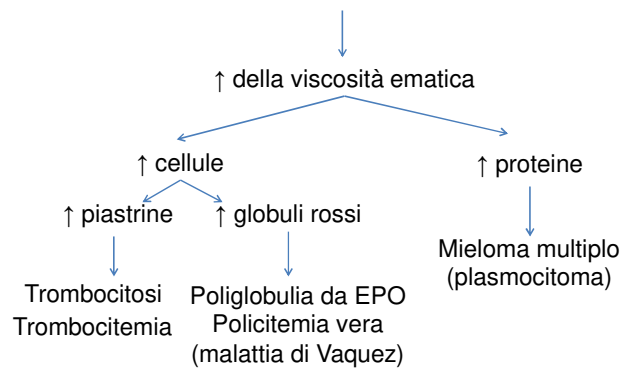 ↑ della viscosità ematica
↑ cellule
↑ proteine
↑ piastrine
↑ globuli rossi
Mieloma multiplo
(plasmocitoma)
Trombocitosi
Trombocitemia
Poliglobulia da EPO
Policitemia vera
(malattia di Vaquez)